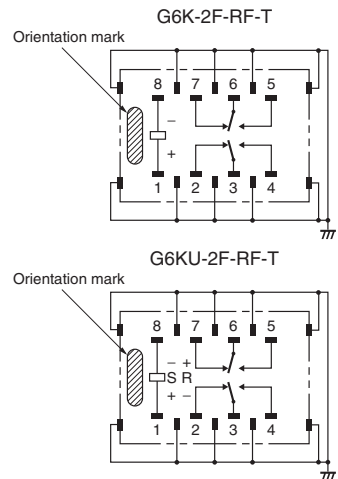 G6K-2F-RF-T
Orientation mark
8 7 6 5
−
+
1 2 3 4
G6KU-2F-RF-T
Orientation mark
8 7 6 5
− +
S R
+ −
1 2 3 4